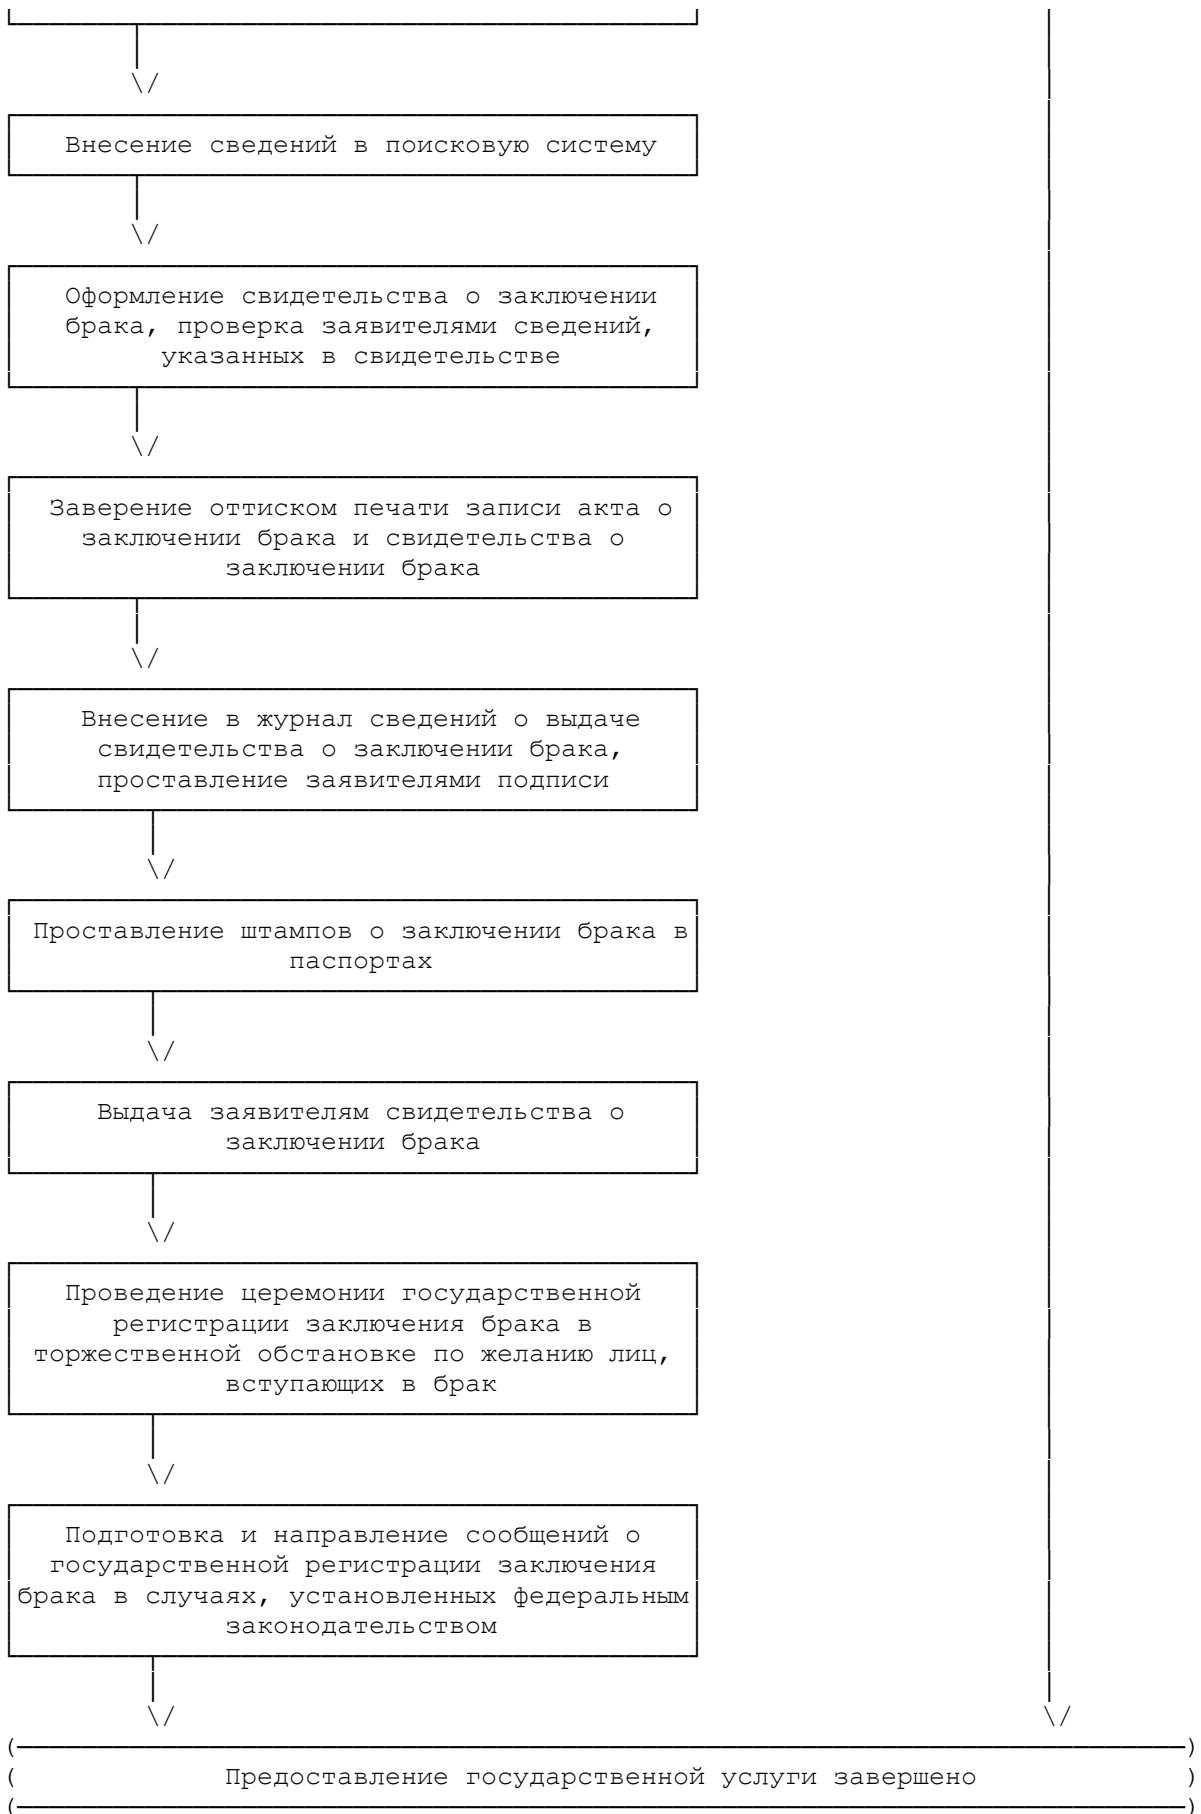 Внесение сведений в поисковую систему
Оформление свидетельства о заключении
брака, проверка заявителями сведений,
указанных в свидетельстве
Заверение оттиском печати записи акта о
заключении брака и свидетельства о
заключении брака
Внесение в журнал сведений о выдаче
свидетельства о заключении брака,
проставление заявителями подписи
Проставление штампов о заключении брака в
паспортах
Выдача заявителям свидетельства о
заключении брака
Проведение церемонии государственной
регистрации заключения брака в
торжественной обстановке по желанию лиц,
вступающих в брак
Подготовка и направление сообщений о
государственной регистрации заключения
брака в случаях, установленных федеральным
законодательством
Предоставление государственной услуги завершено